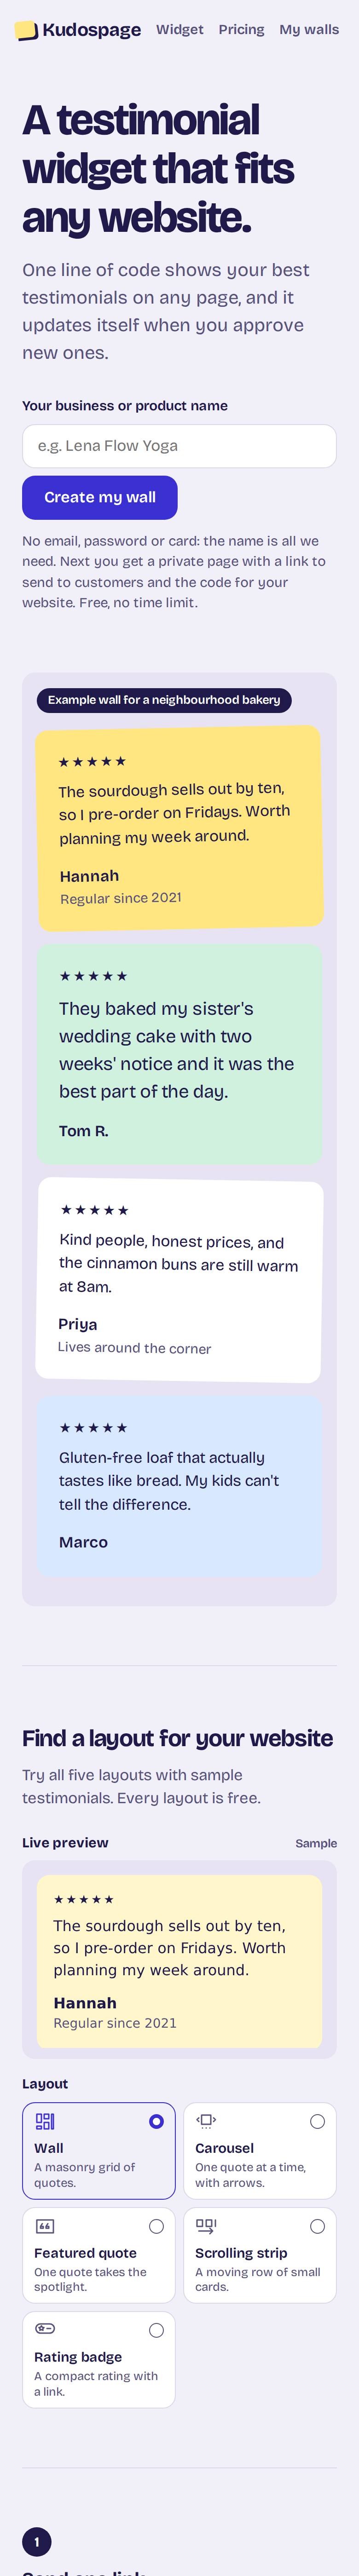 Kudospage Widget Pricing My walls
A testimonial
widget that fits
any website.
One line of code shows your best
testimonials on any page, and it
updates itself when you approve
new ones.
Your business or product name
e.g. Lena Flow Yoga
Create my wall
No email, password or card: the name is all we
need. Next you get a private page with a link to
send to customers and the code for your
website. Free, no time limit.
Example wall for a neighbourhood bakery
★★★★★
The sourdough sells out by ten,
so I pre-order on Fridays. Worth
planning my week around.
Hannah
Regular since 2021
★★★★★
They baked my sister's
wedding cake with two
weeks' notice and it was the
best part of the day.
Tom R.
★★★★★
Kind people, honest prices, and
the cinnamon buns are still warm
at 8am.
Priya
Lives around the corner
★★★★★
Gluten-free loaf that actually
tastes like bread. My kids can't
tell the difference.
Marco
Find a layout for your website
Try all five layouts with sample
testimonials. Every layout is free.
Live preview Sample
★★★★★
The sourdough sells out by ten,
so I pre-order on Fridays. Worth
planning my week around.
Hannah
Regular since 2021
Layout
Wall
A masonry grid of
quotes.
Carousel
One quote at a time,
with arrows.
Featured quote
One quote takes the
spotlight.
Scrolling strip
A moving row of small
cards.
Rating badge
A compact rating with
a link.
1